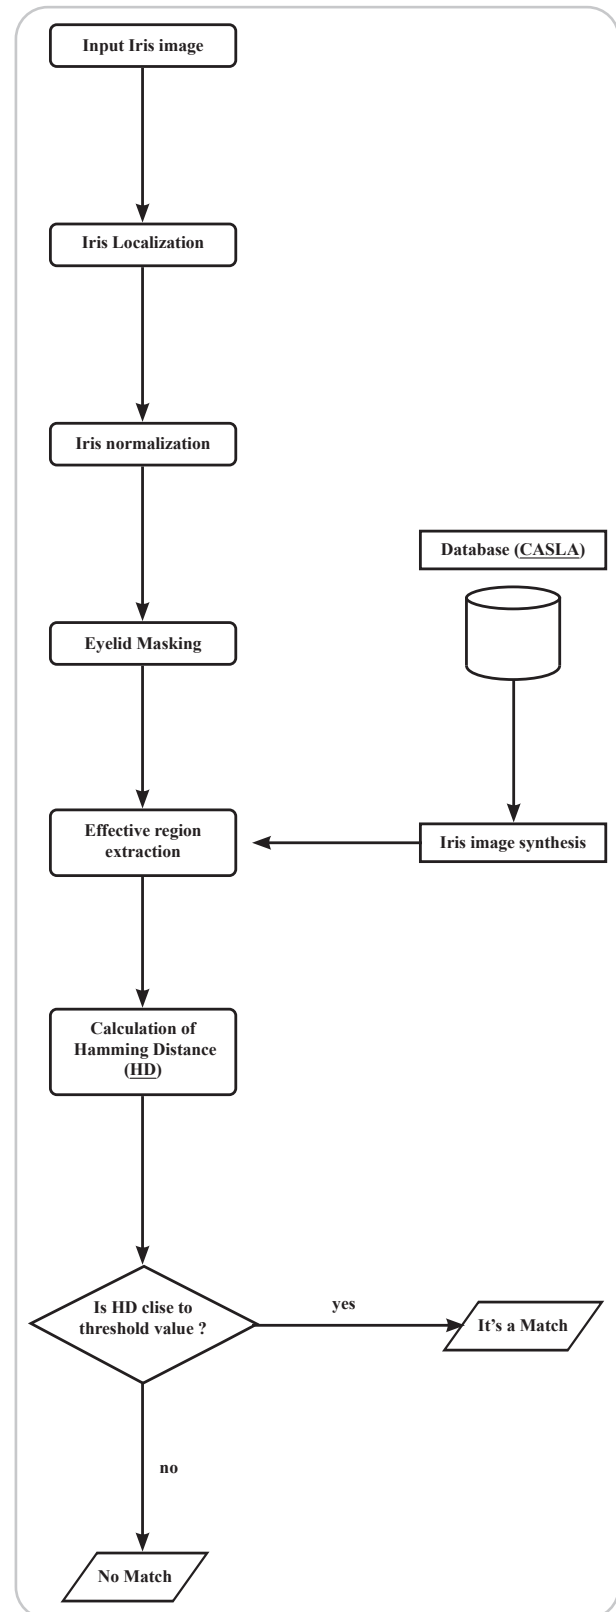 Input Iris image
Iris Localization
Iris normalization
Database (CASLA)
Eyelid Masking
Effective region
extraction
Iris image synthesis
Calculation of
Hamming Distance
(HD)
Is HD clise to
threshold value ?
yes
It's a Match
no
No Match